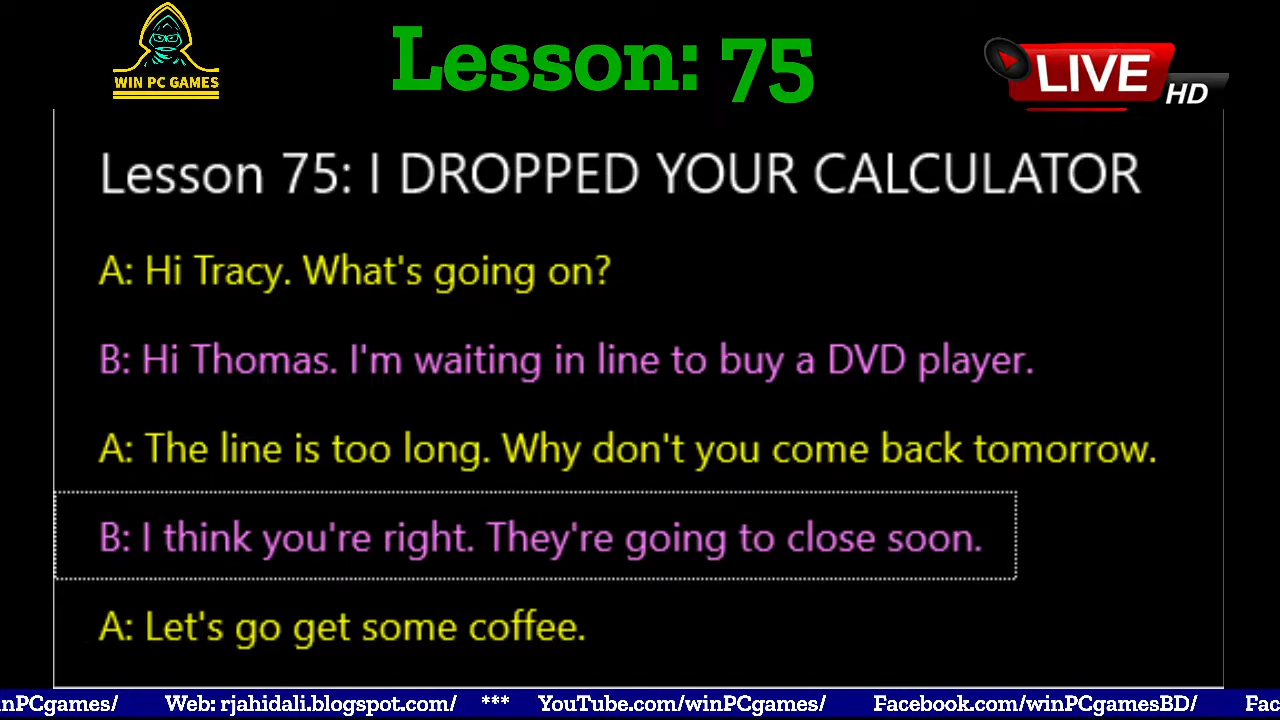 WIN PC GAMES
Lesson: 75
LIVE
HD
Lesson 75: I DROPPED YOUR CALCULATOR
A: Hi Tracy. What's going on?
B: Hi Thomas. I'm waiting in line to buy a DVD player.
A: The line is too long. Why don't you come back tomorrow.
B: I think you're right. They're going to close soon.
A: Let's go get some coffee.
nPCgames/ Web: rjahidali.blogspot.com/ *** YouTube.com/winPCgames/ Facebook.com/winPCgamesBD/ Fac